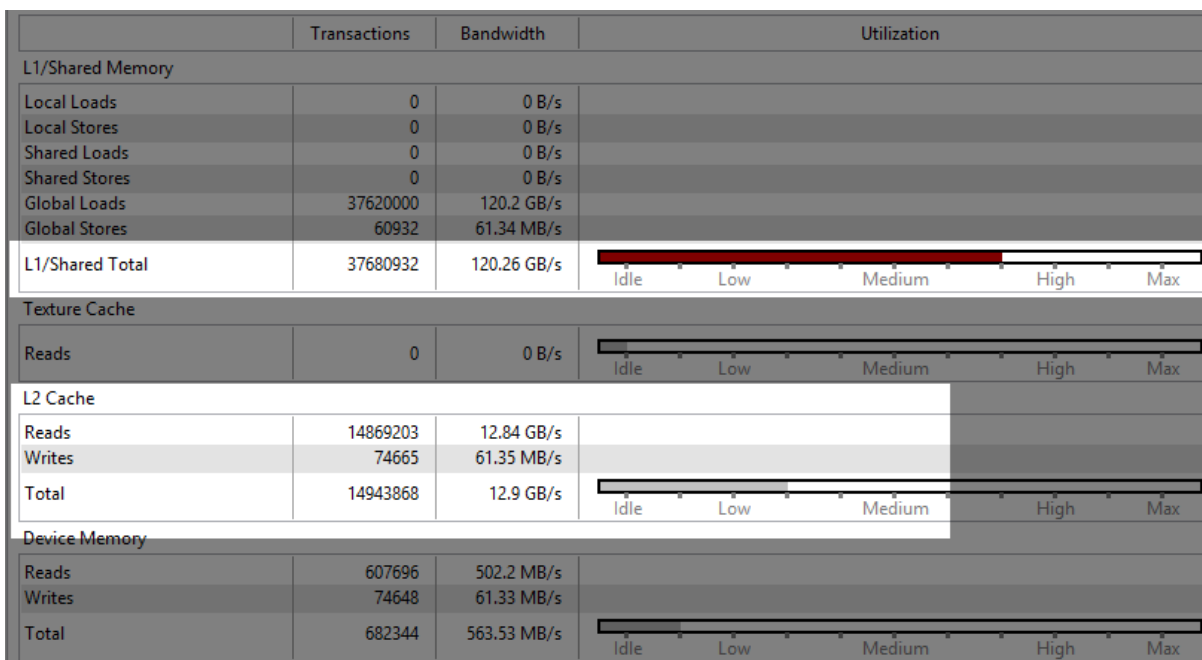 Transactions Bandwidth Utilization
L1/Shared Memory
Local Loads 0 0 B/s
Local Stores 0 0 B/s
Shared Loads 0 0 B/s
Shared Stores 0 0 B/s
Global Loads 37620000 120.2 GB/s
Global Stores 60932 61.34 MB/s
L1/Shared Total 37680932 120.26 GB/s
Idle Low Medium High Max
Texture Cache
Reads 0 0 B/s
Idle Low Medium High Max
L2 Cache
Reads 14869203 12.84 GB/s
Writes 74665 61.35 MB/s
Total 14943868 12.9 GB/s
Idle Low Medium High Max
Device Memory
Reads 607696 502.2 MB/s
Writes 74648 61.33 MB/s
Total 682344 563.53 MB/s
Idle Low Medium High Max